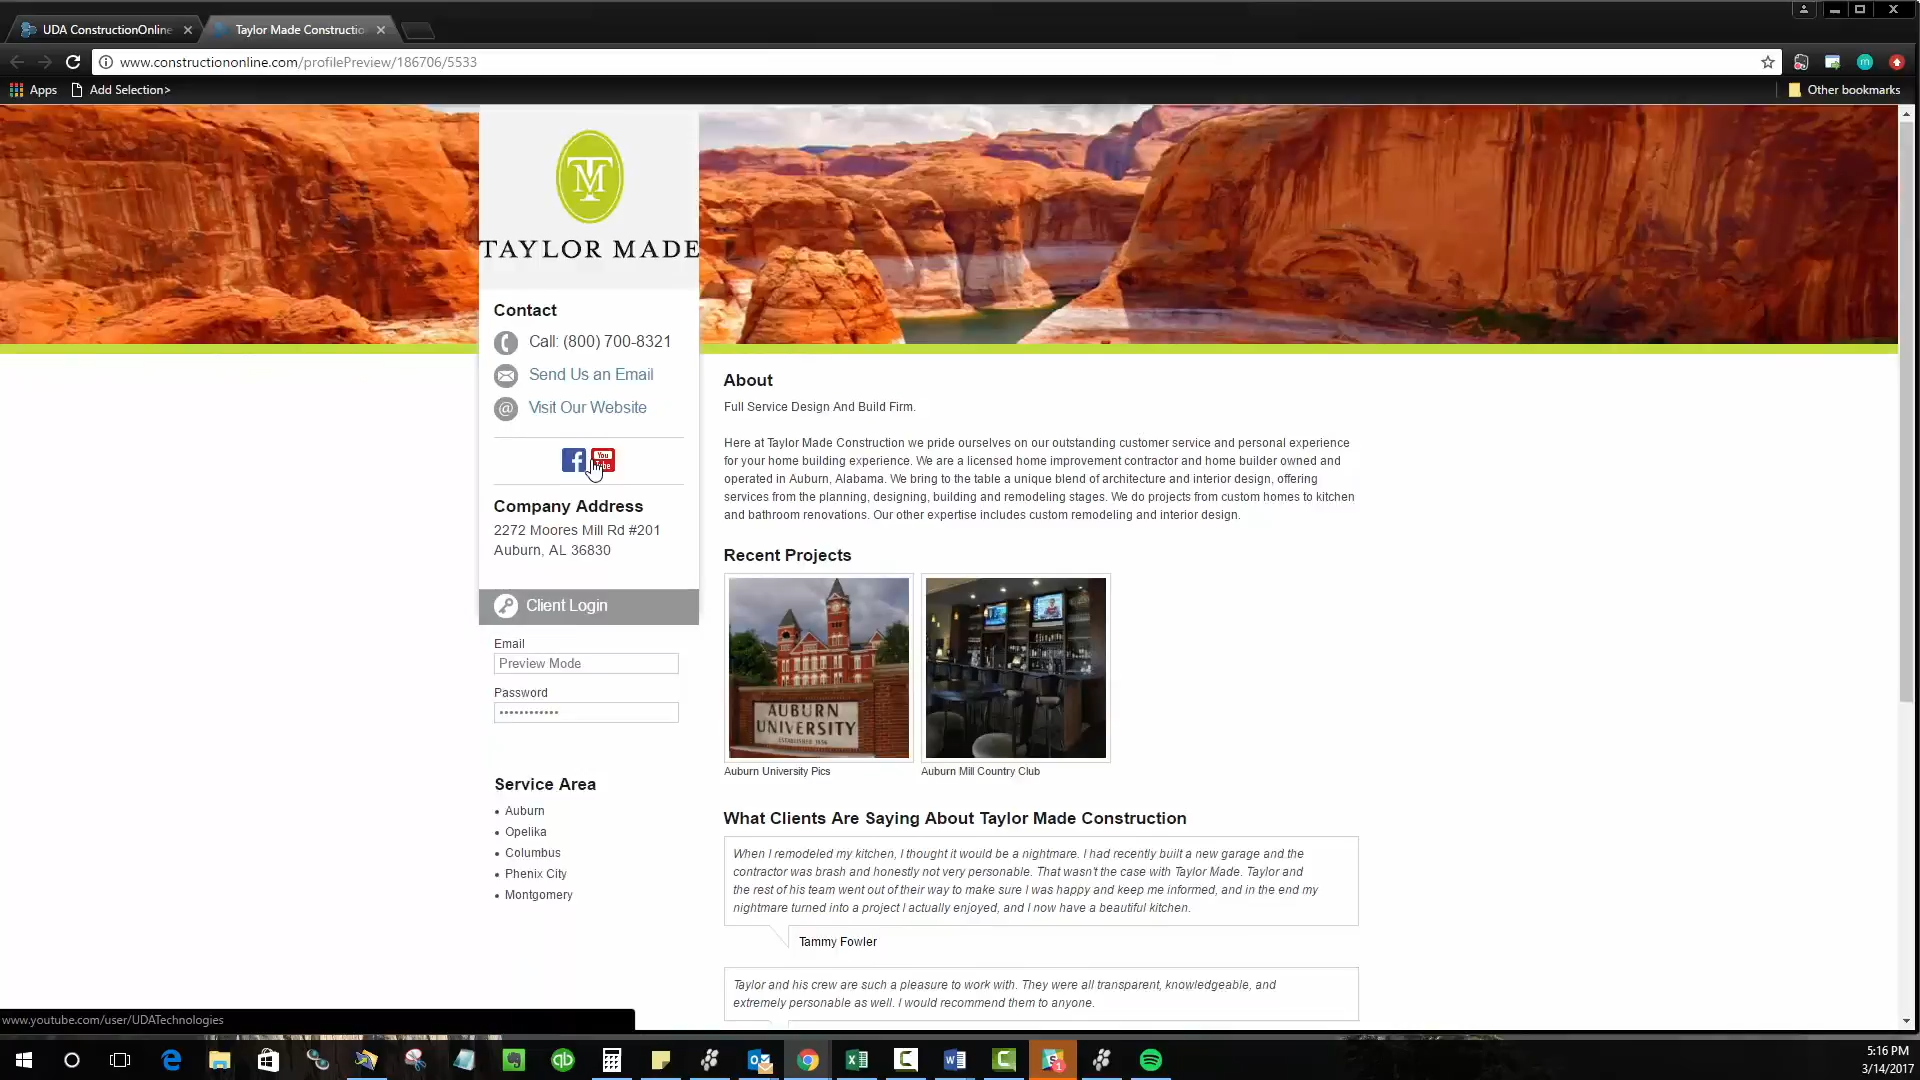 UDA ConstructionOnline
Taylor Made Constructio
www.constructiononline.com/profilePreview/186706/5533
Apps
Add Selection>
Other bookmarks
TM
TAYLOR MADE
Contact
Call: (800) 700-8321
Send Us an Email
Visit Our Website
You
Tube
Company Address
2272 Moores Mill Rd #201
Auburn, AL 36830
Client Login
Email
Preview Mode
Password
Service Area
• Auburn
• Opelika
• Columbus
• Phenix City
• Montgomery
About
Full Service Design And Build Firm.
Here at Taylor Made Construction we pride ourselves on our outstanding customer service and personal experience
for your home building experience. We are a licensed home improvement contractor and home builder owned and
operated in Auburn, Alabama. We bring to the table a unique blend of architecture and interior design, offering
services from the planning, designing, building and remodeling stages. We do projects from custom homes to kitchen
and bathroom renovations. Our other expertise includes custom remodeling and interior design.
Recent Projects
AUBURN
UNIVERSITY
ESTABLISHED 1856
Auburn University Pics
Auburn Mill Country Club
What Clients Are Saying About Taylor Made Construction
When I remodeled my kitchen, I thought it would be a nightmare. I had recently built a new garage and the
contractor was brash and honestly not very personable. That wasn't the case with Taylor Made. Taylor and
the rest of his team went out of their way to make sure I was happy and keep me informed, and in the end my
nightmare turned into a project I actually enjoyed, and I now have a beautiful kitchen.
Tammy Fowler
Taylor and his crew are such a pleasure to work with. They were all transparent, knowledgeable, and
extremely personable as well. I would recommend them to anyone.
www.youtube.com/user/UDATechnologies
5:16 PM
3/14/2017